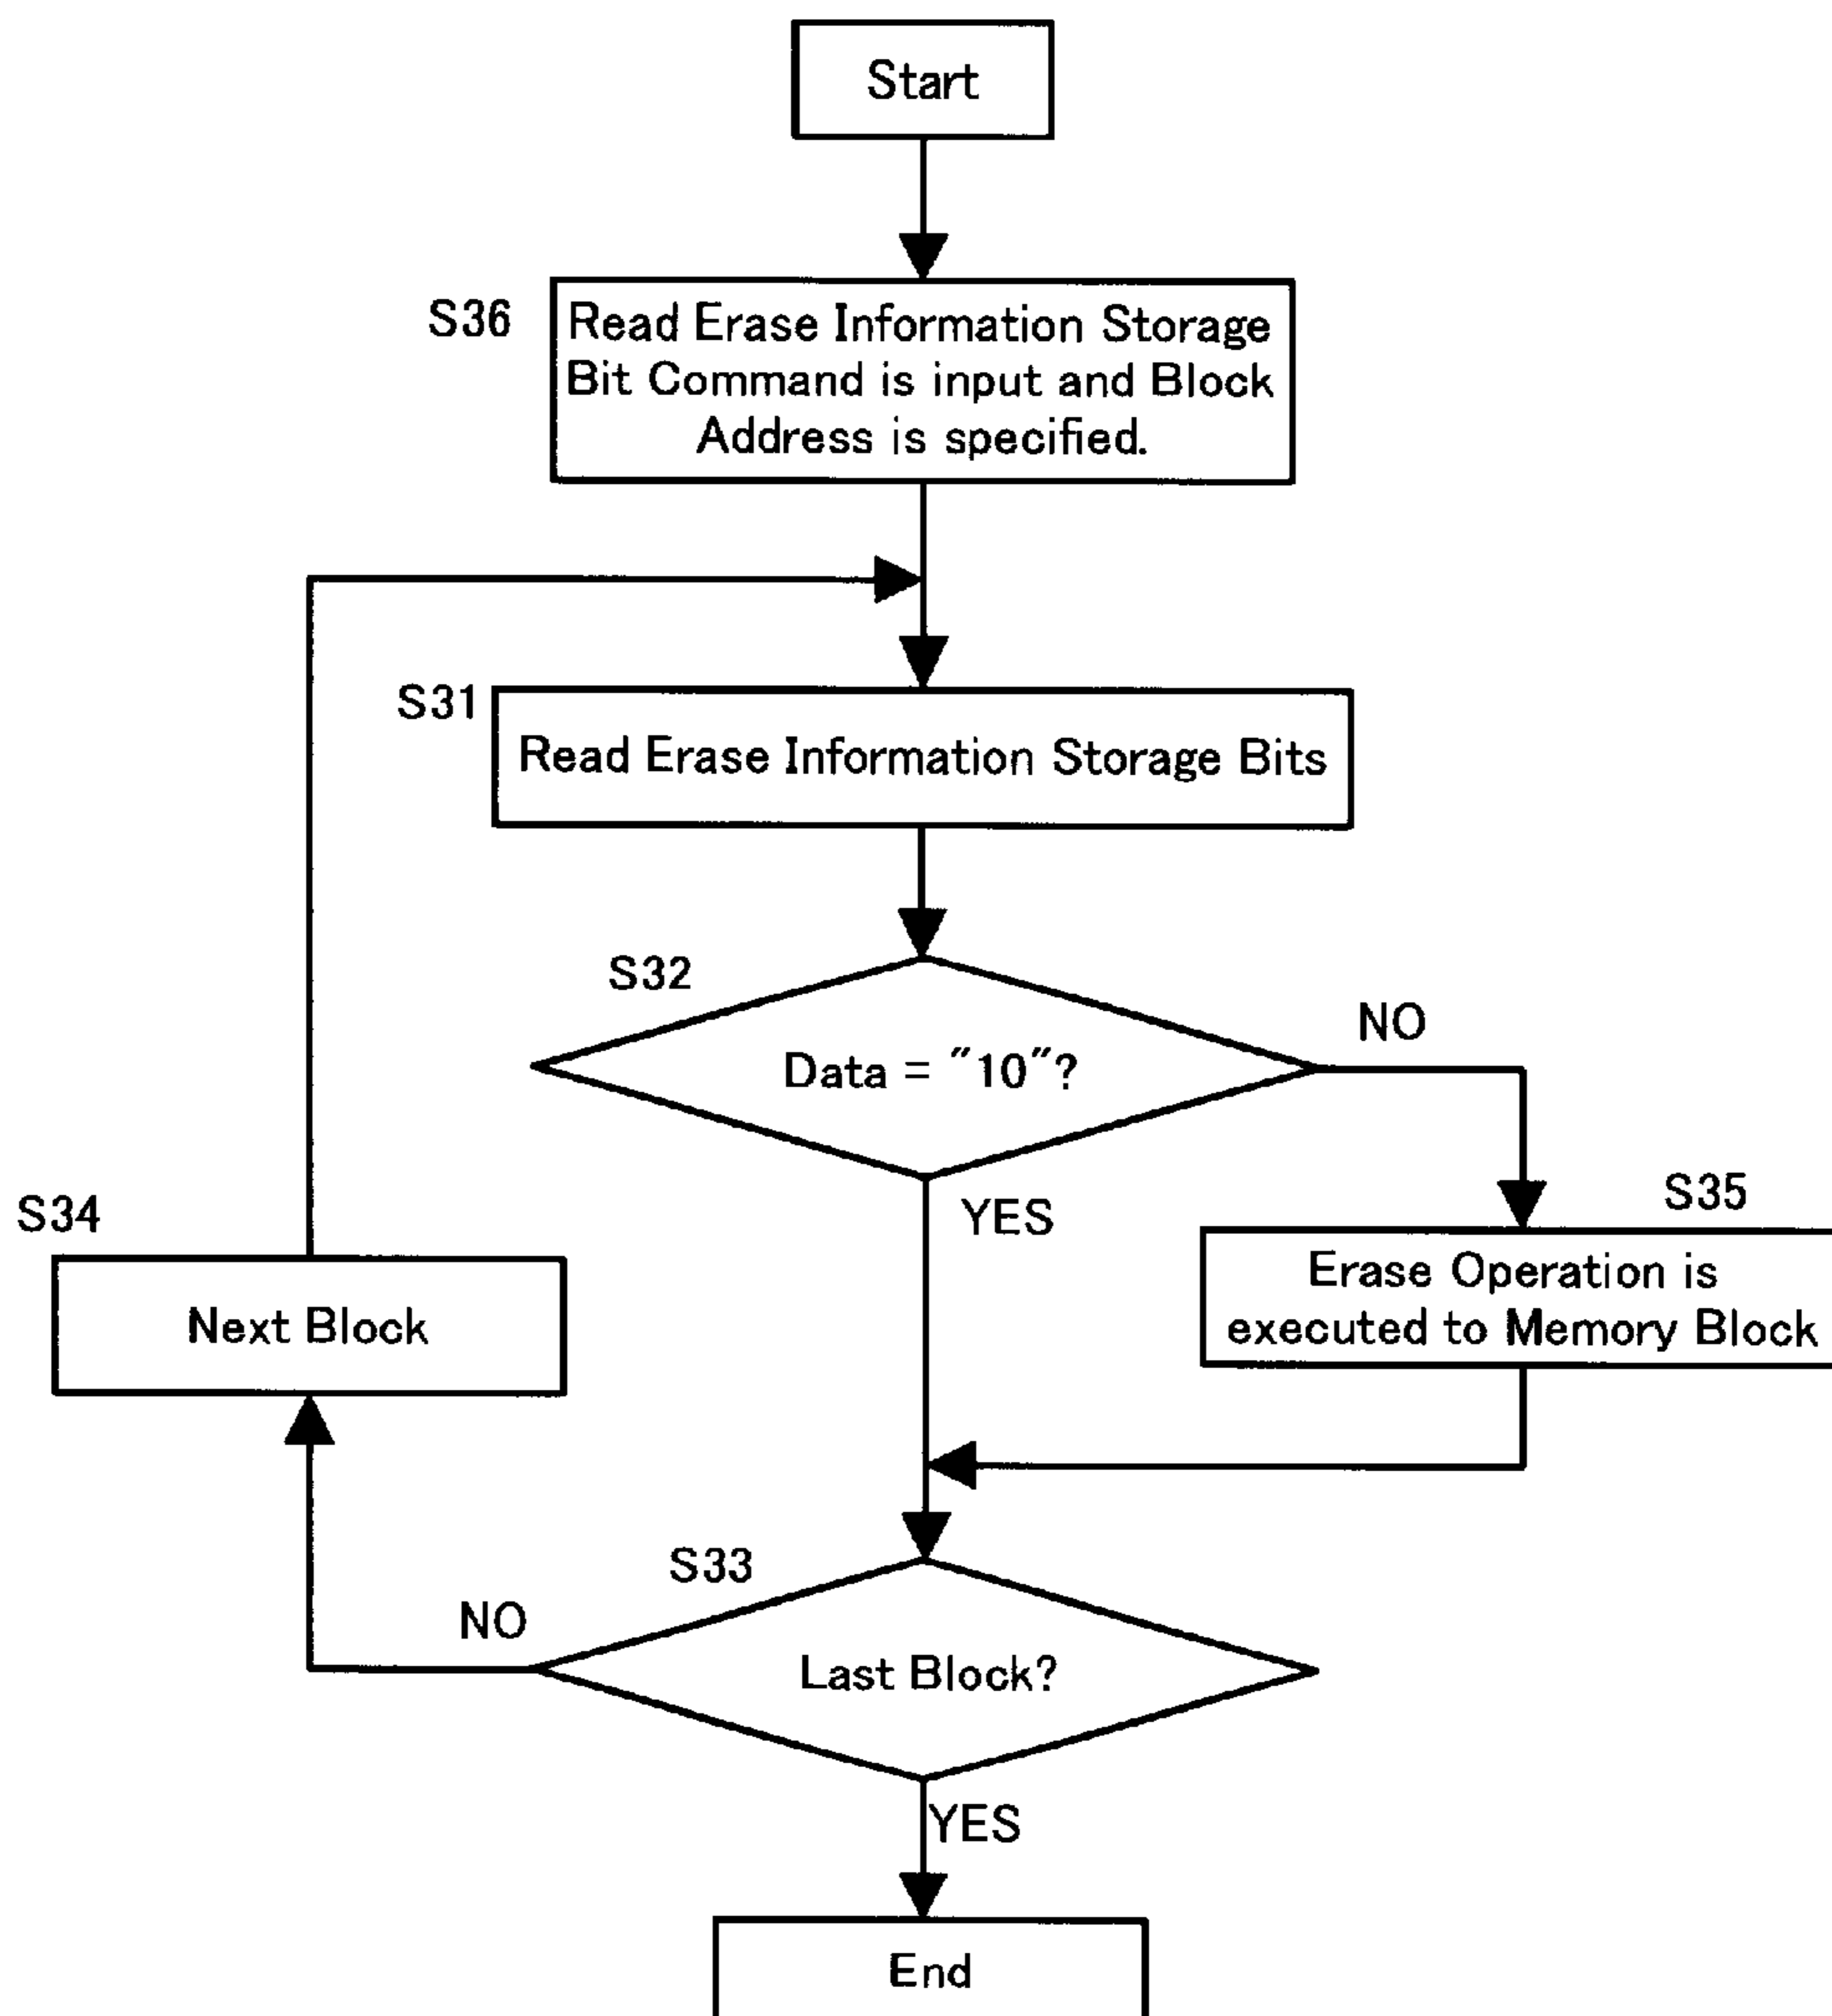 Start
S36
Read Erase Information Storage
Bit Command is input and Block
Address is specified.
S31
Read Erase Information Storage Bits
S32
Data = "10"?
NO
YES
S35
Erase Operation is
executed to Memory Block
S34
Next Block
S33
NO
Last Block?
YES
End